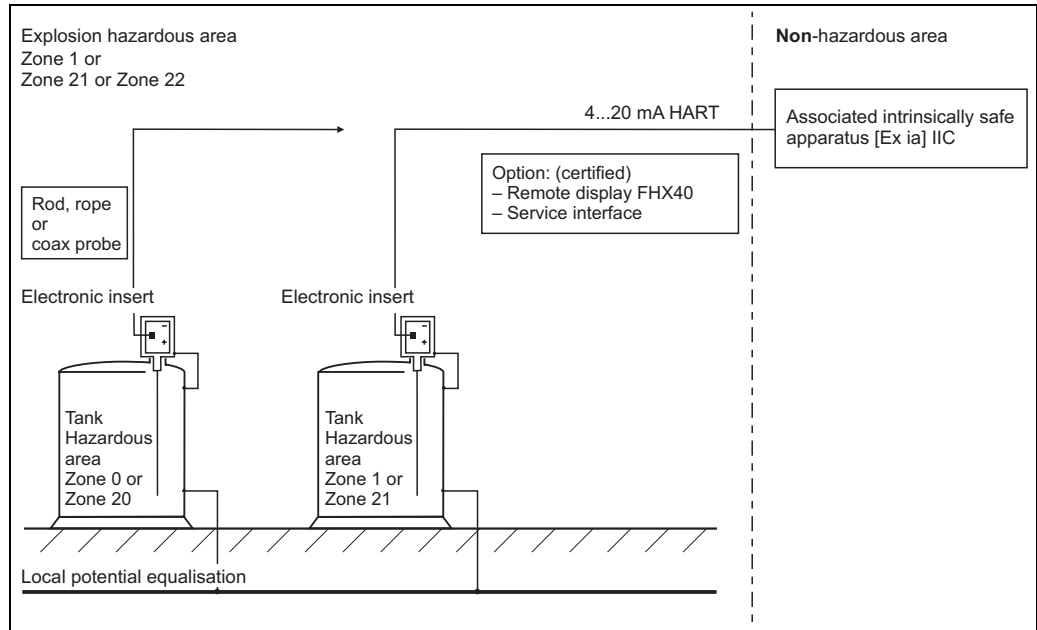 Explosion hazardous area
Zone 1 or
Zone 21 or Zone 22
Non-hazardous area
4...20 mA HART
Associated intrinsically safe
apparatus [Ex ia] IIC
Option: (certified)
– Remote display FHX40
– Service interface
Rod, rope
or
coax probe
Electronic insert
Electronic insert
–
+
–
+
Tank
Hazardous
area
Zone 0 or
Zone 20
Tank
Hazardous
area
Zone 1 or
Zone 21
Local potential equalisation